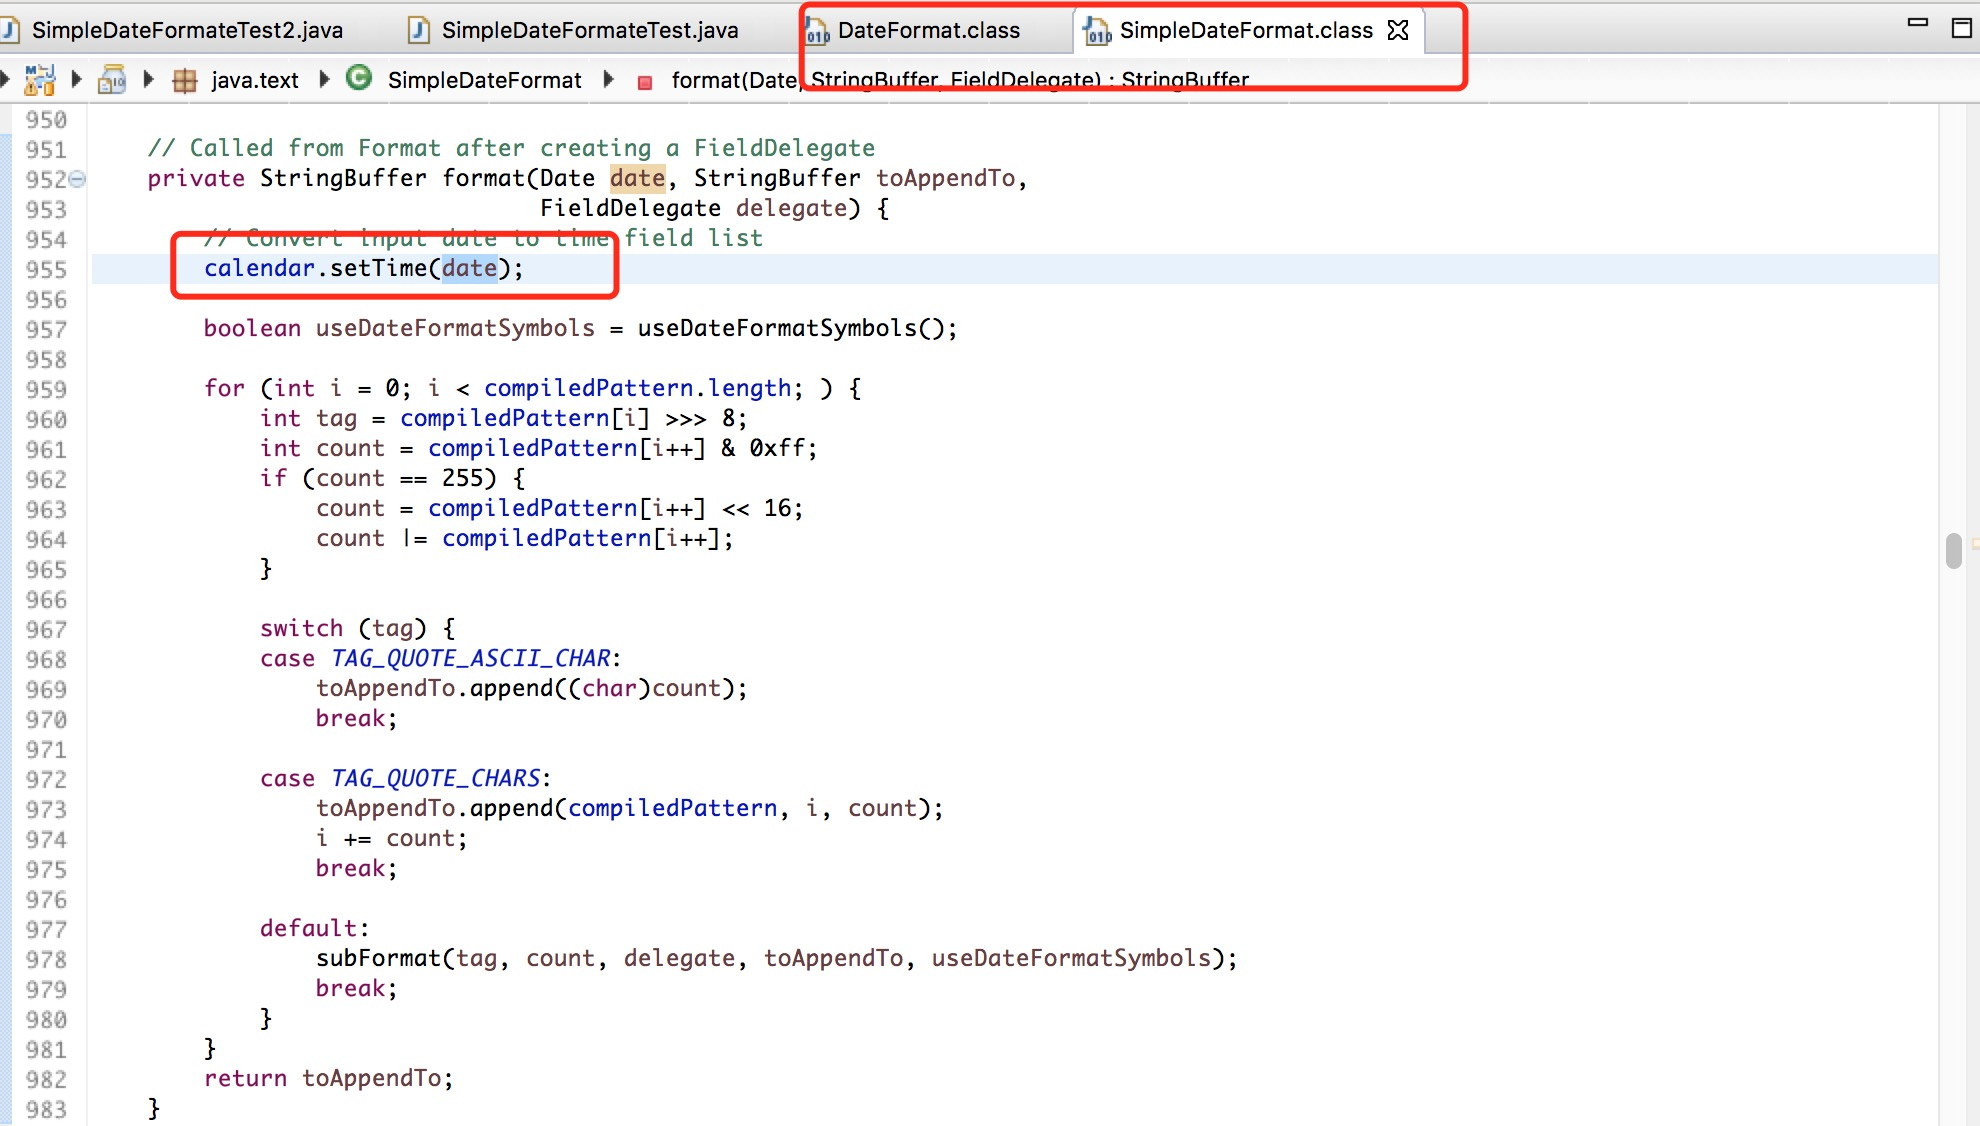 SimpleDateFormateTest2.java SimpleDateFormateTest.java DateFormat.class SimpleDateFormat.class
java.text SimpleDateFormat format(Date, StringBuffer, FieldDelegate) : StringBuffer
950
951 // Called from Format after creating a FieldDelegate
952 private StringBuffer format(Date date, StringBuffer toAppendTo,
953 FieldDelegate delegate) {
954 // Convert input date to time field list
955 calendar.setTime(date);
956
957 boolean useDateFormatSymbols = useDateFormatSymbols();
958
959 for (int i = 0; i < compiledPattern.length; ) {
960 int tag = compiledPattern[i] >>> 8;
961 int count = compiledPattern[i++] & 0xff;
962 if (count == 255) {
963 count = compiledPattern[i++] << 16;
964 count |= compiledPattern[i++];
965 }
966
967 switch (tag) {
968 case TAG_QUOTE_ASCII_CHAR:
969 toAppendTo.append((char)count);
970 break;
971
972 case TAG_QUOTE_CHARS:
973 toAppendTo.append(compiledPattern, i, count);
974 i += count;
975 break;
976
977 default:
978 subFormat(tag, count, delegate, toAppendTo, useDateFormatSymbols);
979 break;
980 }
981 }
982 return toAppendTo;
983 }